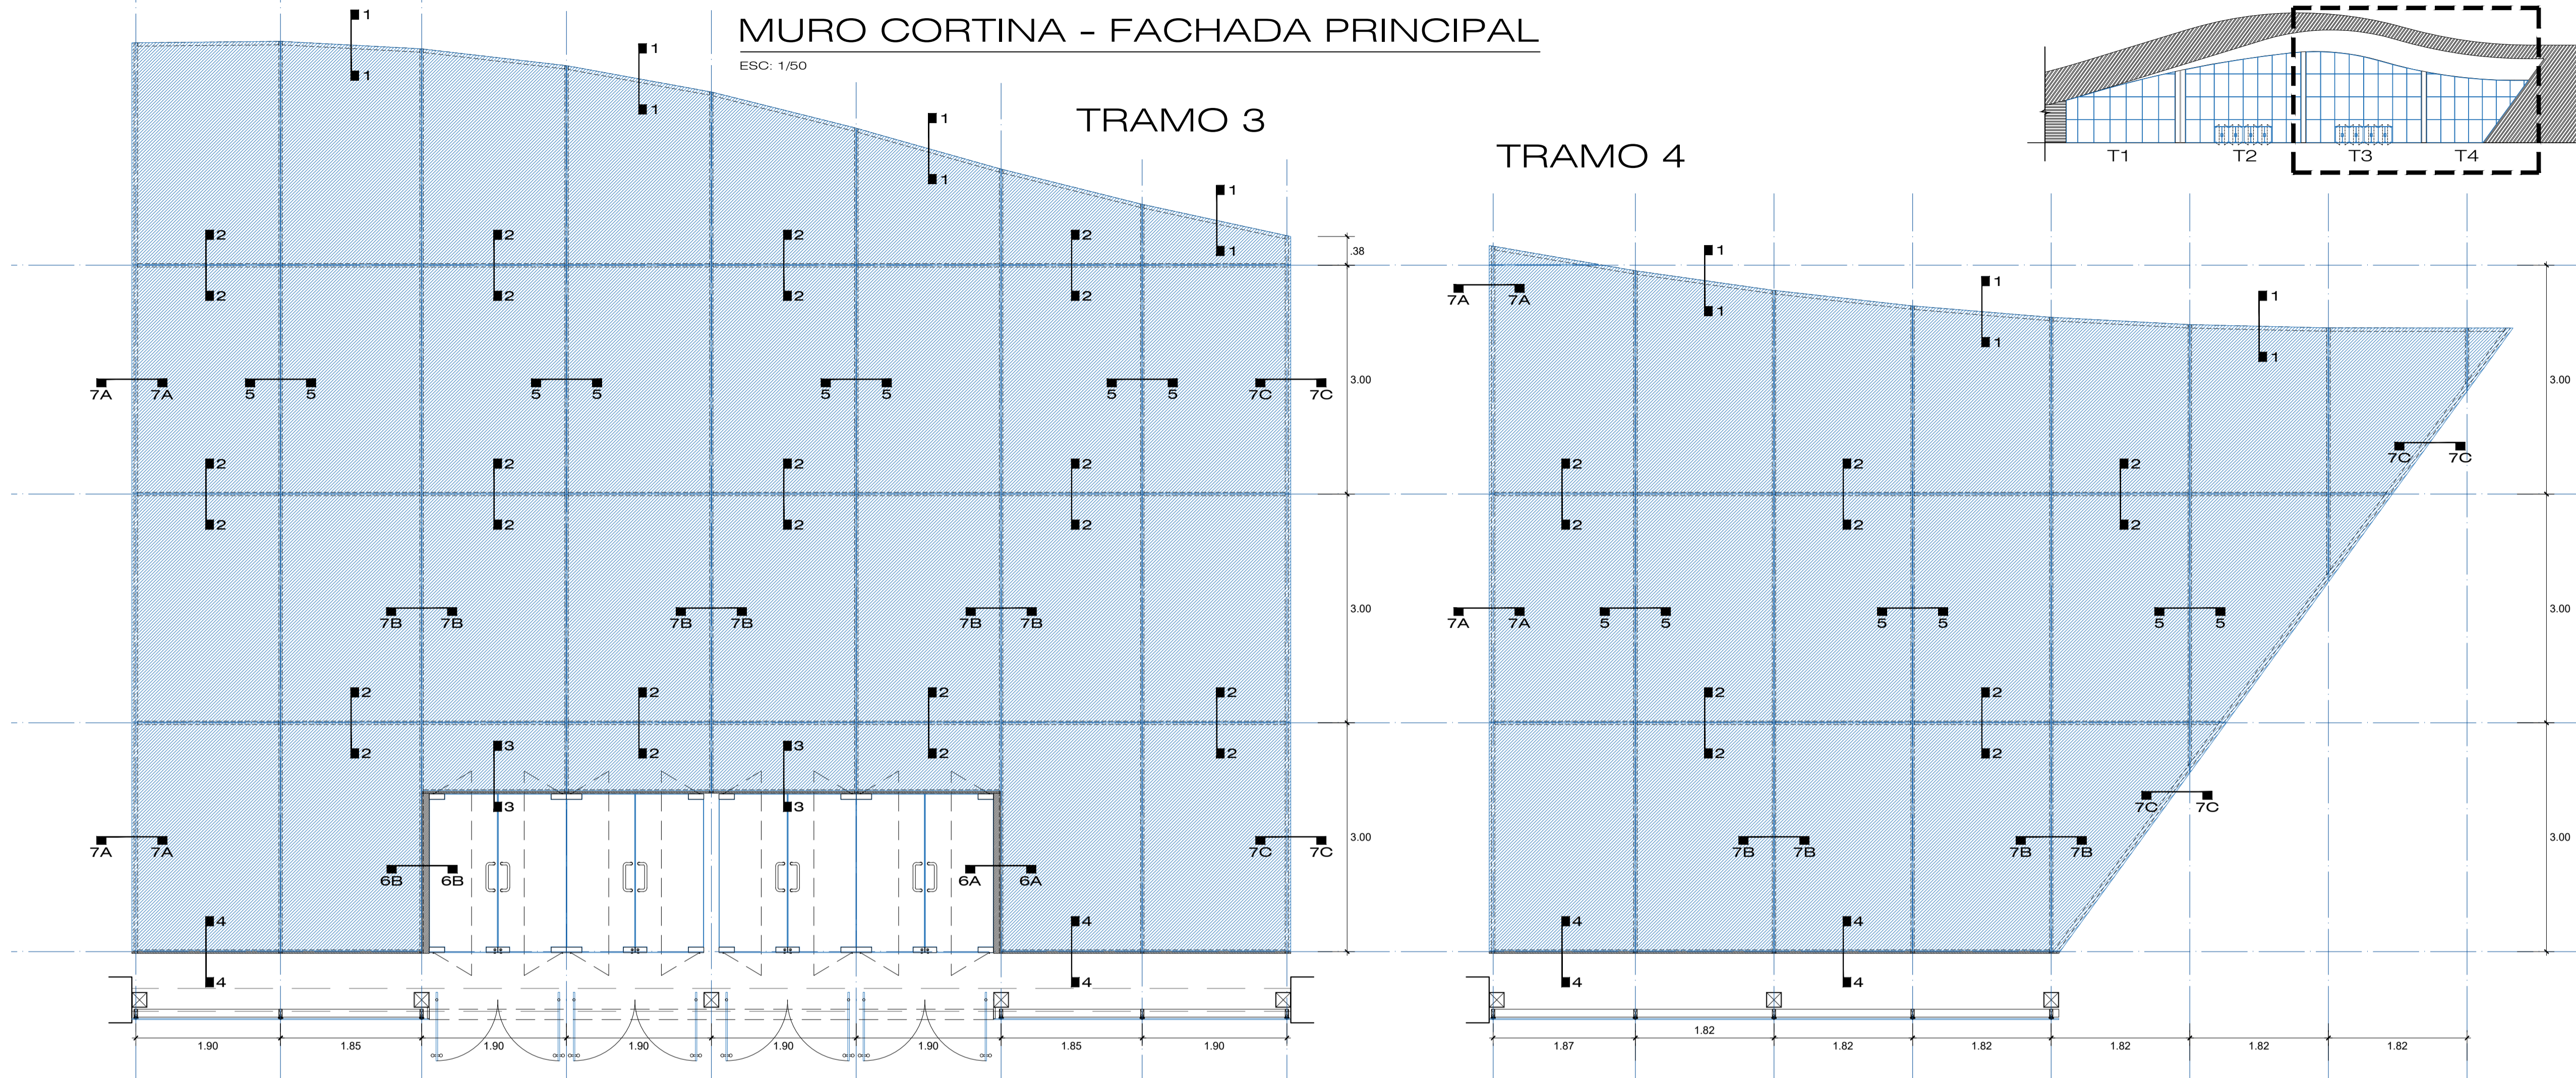 MURO CORTINA - FACHADA PRINCIPAL
ESC: 1/50
TRAMO 3
TRAMO 4
T1 T2 T3 T4
1 1 1 1
1 1 1 1
2 2 2 2
2 2 2 2
.38
7A 7A 5 5 5 5 5 5 5 5 7C 7C
3.00
2 2 2 2
2 2 2 2
7B 7B 7B 7B 7B 7B
3.00
2 2 2 2
2 2 2 2
3 3
3 3
7A 7A 7C 7C
3.00
6B 6B 6A 6A
4 4
4 4
1.90 1.85 1.90 1.90 1.90 1.90 1.85 1.90
1 1 1
1 1 1
7A 7A
3.00
7C 7C
2 2 2
2 2 2
7A 7A 5 5 5 5 5 5
3.00
2 2
2 2
7C 7C
7B 7B 7B 7B
3.00
4 4
4 4
1.82
1.87 1.82 1.82 1.82 1.82 1.82